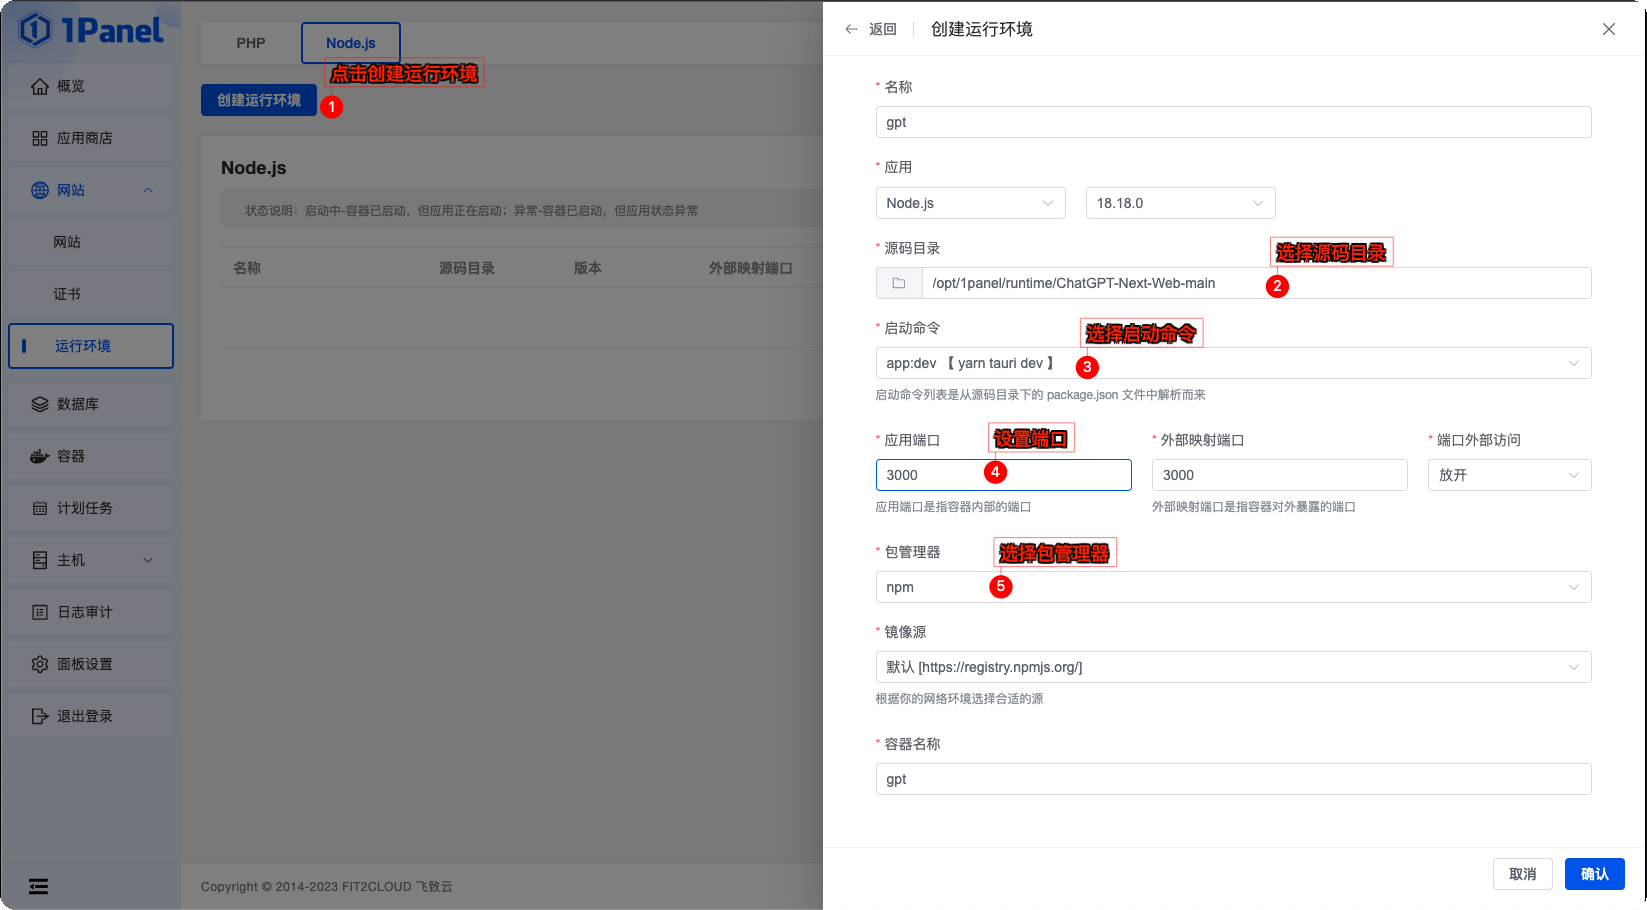 1Panel
概览
应用商店
网站
网站
证书
运行环境
数据库
容器
计划任务
主机
日志审计
面板设置
退出登录
PHP
Node.js
点击创建运行环境
创建运行环境
1
Node.js
状态说明：启动中-容器已启动，但应用正在启动；异常-容器已启动，但应用状态异常
名称 源码目录 版本 外部映射端口
Copyright © 2014-2023 FIT2CLOUD 飞致云
返回 创建运行环境
* 名称
gpt
* 应用
Node.js 18.18.0
* 源码目录
选择源码目录
/opt/1panel/runtime/ChatGPT-Next-Web-main
2
* 启动命令
选择启动命令
app:dev 【 yarn tauri dev 】
3
启动命令列表是从源码目录下的 package.json 文件中解析而来
* 应用端口 设置端口 * 外部映射端口 * 端口外部访问
3000 4 3000 放开
应用端口是指容器内部的端口 外部映射端口是指容器对外暴露的端口
* 包管理器 选择包管理器
npm 5
* 镜像源
默认 [https://registry.npmjs.org/]
根据你的网络环境选择合适的源
* 容器名称
gpt
取消 确认